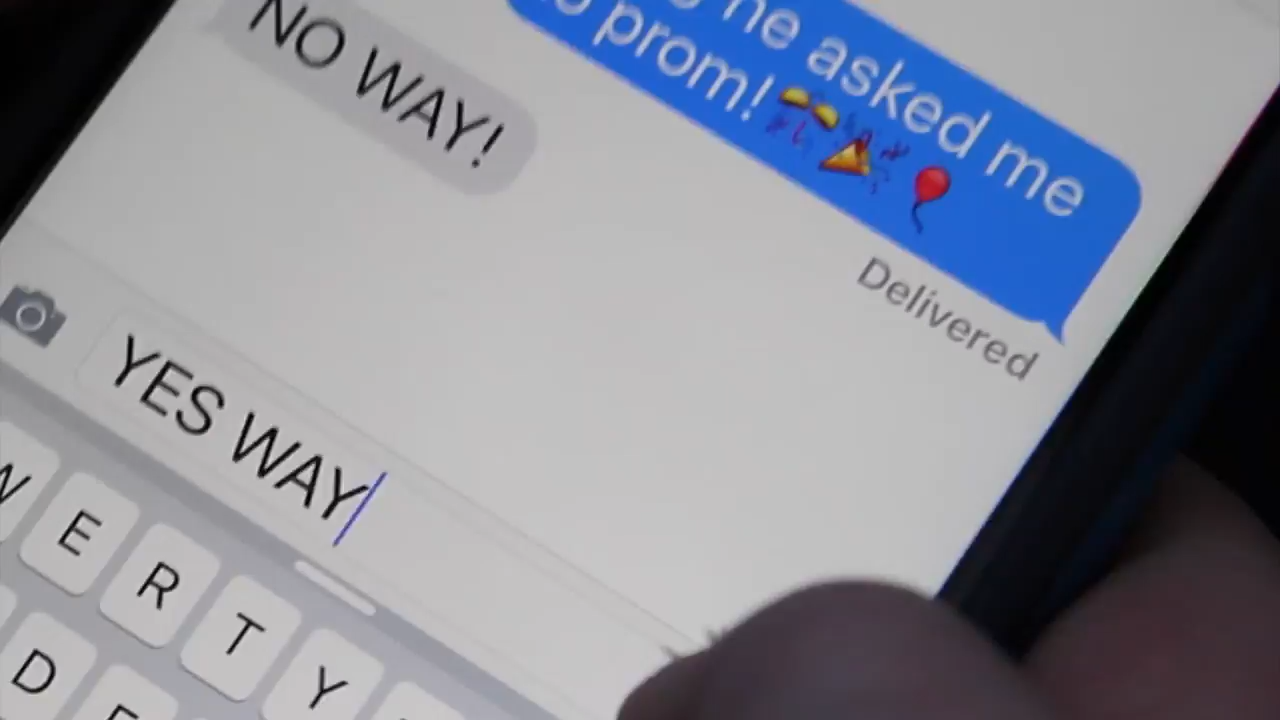 he asked me
prom!
NO WAY!
Delivered
YES WAY
E R T Y
D